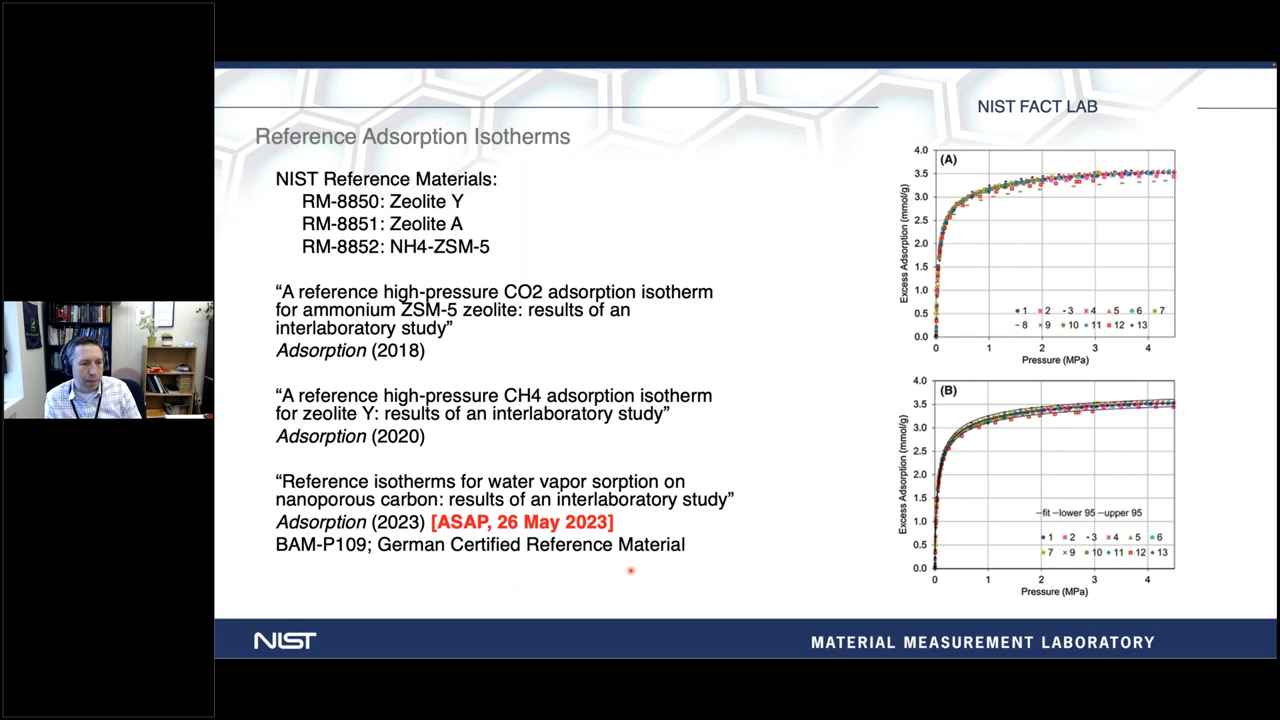 NIST FACT LAB
Reference Adsorption Isotherms
NIST Reference Materials:
RM-8850: Zeolite Y
RM-8851: Zeolite A
RM-8852: NH4-ZSM-5
“A reference high-pressure CO2 adsorption isotherm
for ammonium ZSM-5 zeolite: results of an
interlaboratory study”
Adsorption (2018)
“A reference high-pressure CH4 adsorption isotherm
for zeolite Y: results of an interlaboratory study”
Adsorption (2020)
“Reference isotherms for water vapor sorption on
nanoporous carbon: results of an interlaboratory study”
Adsorption (2023) [ASAP, 26 May 2023]
BAM-P109; German Certified Reference Material
(A)
Excess Adsorption (mmol/g)
4.0
3.5
3.0
2.5
2.0
1.5
1.0
0.5
0.0
1 2 3 4 5 6 7
8 9 10 11 12 13
0 1 2 3 4
Pressure (MPa)
(B)
Excess Adsorption (mmol/g)
4.0
3.5
3.0
2.5
2.0
1.5
1.0
0.5
0.0
–fit –lower 95 –upper 95
1 2 3 4 5 6
7 9 10 11 12 13
0 1 2 3 4
Pressure (MPa)
NIST
MATERIAL MEASUREMENT LABORATORY